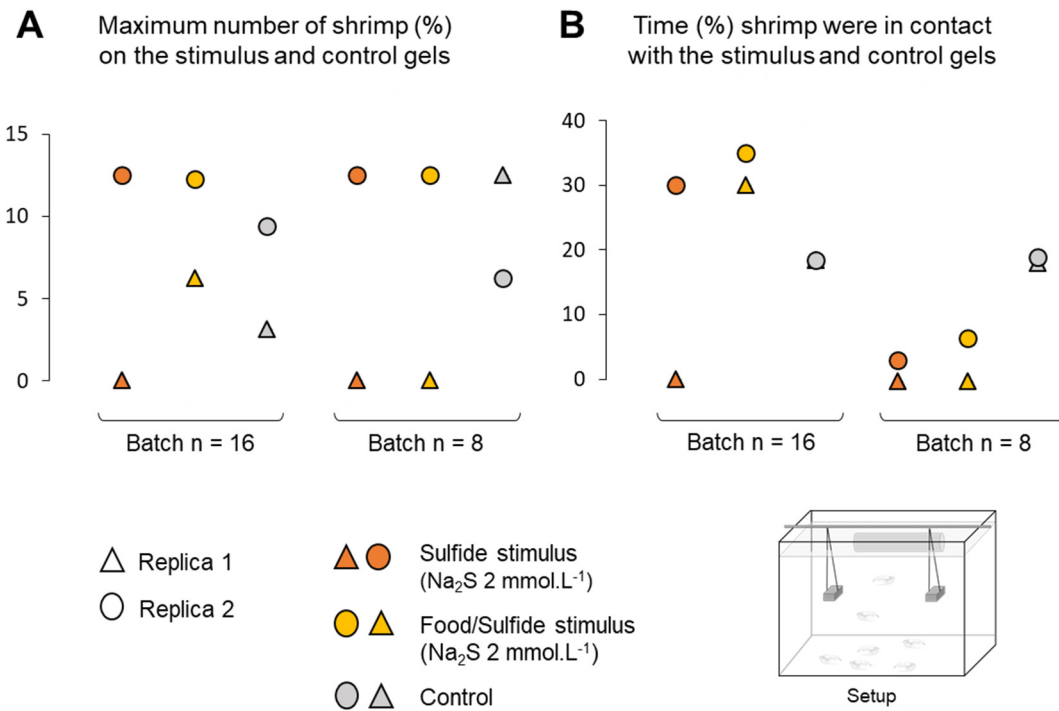 A
Maximum number of shrimp (%)
on the stimulus and control gels
15
10
5
0
Batch n = 16
Batch n = 8
B
Time (%) shrimp were in contact
with the stimulus and control gels
40
30
20
10
0
Batch n = 16
Batch n = 8
Replica 1
Replica 2
Sulfide stimulus
(Na₂S 2 mmol.L⁻¹)
Food/Sulfide stimulus
(Na₂S 2 mmol.L⁻¹)
Control
Setup